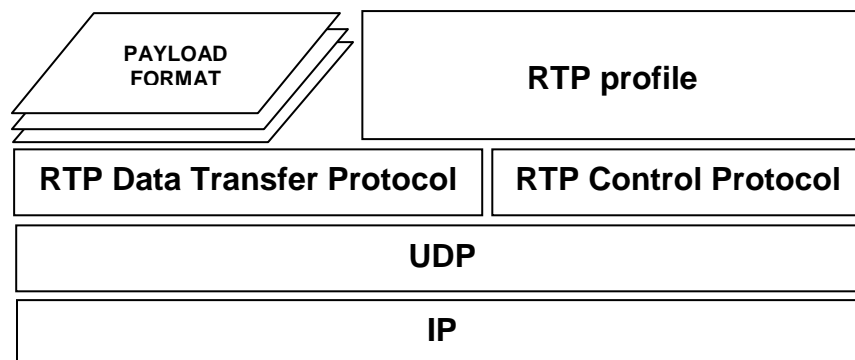 PAYLOAD
FORMAT
RTP profile
RTP Data Transfer Protocol
RTP Control Protocol
UDP
IP